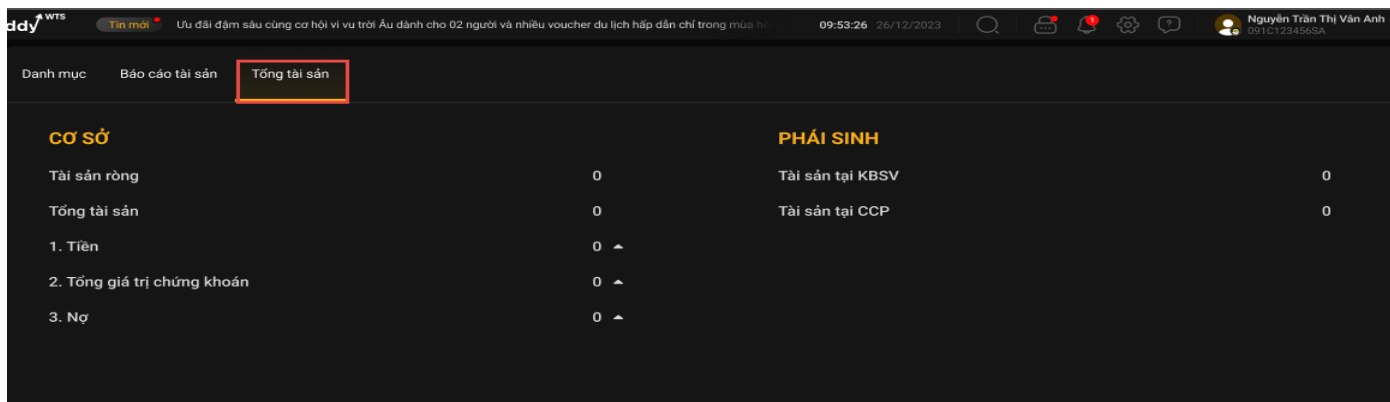 ddy WTS
Tin mới
Ưu đãi đậm sâu cùng cơ hội vi vu trời Âu dành cho 02 người và nhiều voucher du lịch hấp dẫn chỉ trong mùa
09:53:26 26/12/2023
1
Nguyễn Trần Thị Vân Anh
091C123456SA
Danh mục Báo cáo tài sản Tổng tài sản
CƠ SỞ
Tài sản ròng 0
Tổng tài sản 0
1. Tiền 0
2. Tổng giá trị chứng khoán 0
3. Nợ 0
PHÁI SINH
Tài sản tại KBSV 0
Tài sản tại CCP 0